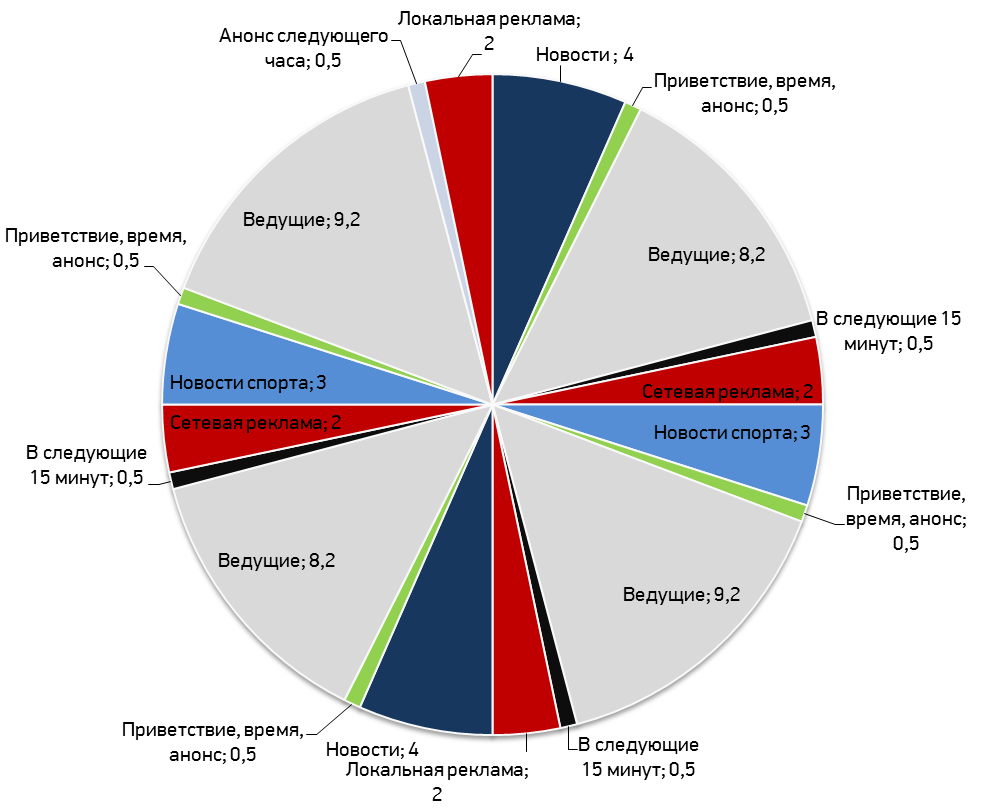 Локальная реклама;
2
Новости ; 4
Приветствие, время,
анонс; 0,5
Ведущие; 8,2
В следующие 15
минут; 0,5
Сетевая реклама; 2
Новости спорта; 3
Приветствие,
время, анонс;
0,5
Ведущие; 9,2
В следующие
15 минут; 0,5
Локальная реклама;
2
Новости; 4
Приветствие, время,
анонс; 0,5
Ведущие; 8,2
В следующие
15 минут; 0,5
Сетевая реклама; 2
Новости спорта; 3
Приветствие, время,
анонс; 0,5
Ведущие; 9,2
Анонс следующего
часа; 0,5